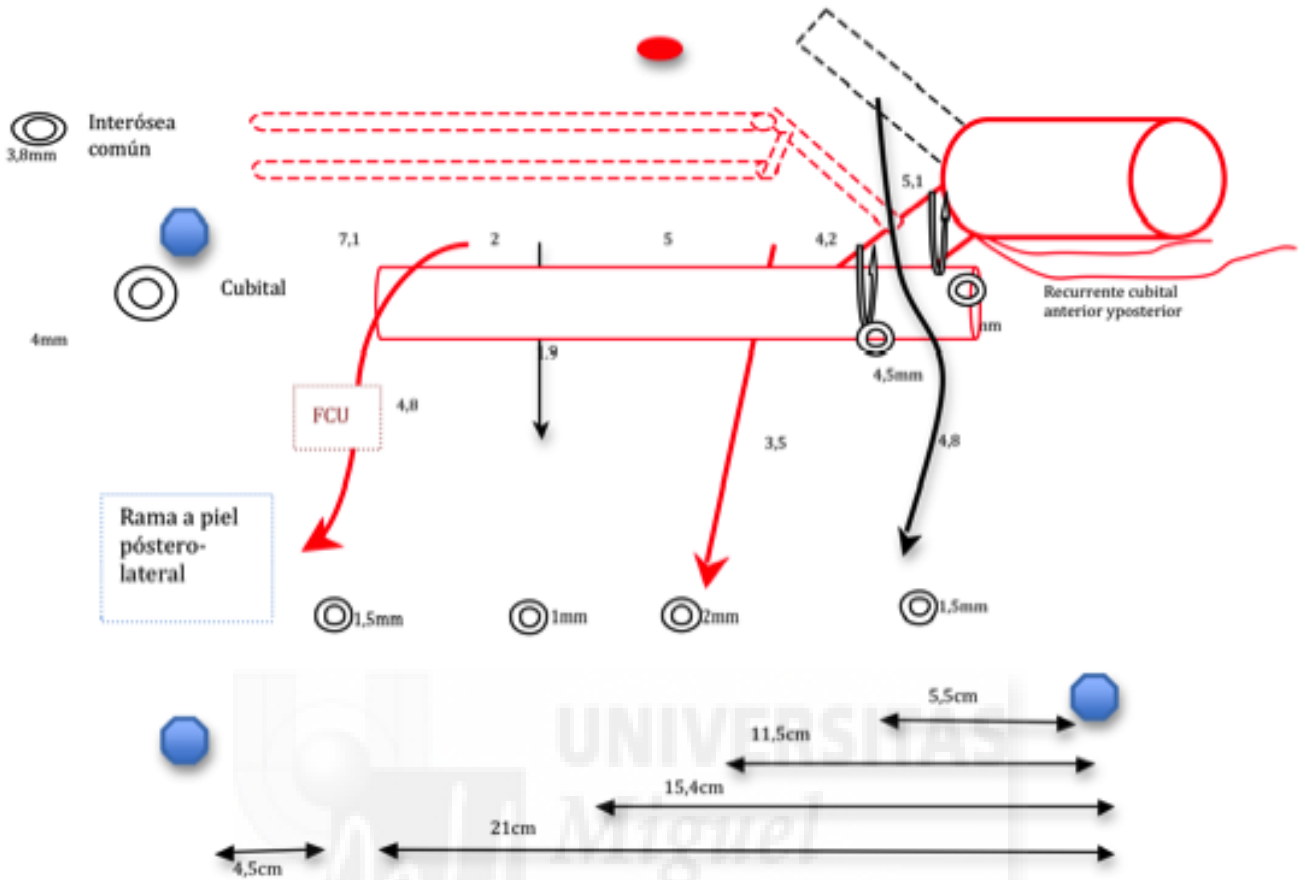 Interósea
común
3,8mm
5,1
7,1
2
5
4,2
Cubital
Recurrente cubital
anterior yposterior
4mm
4,5mm
FCU
4,8
3,5
4,8
Rama a piel
póstero-
lateral
1,5mm
1mm
2mm
1,5mm
5,5cm
UNIVERSITAS
11,5cm
15,4cm
Miguel
21cm
4,5cm